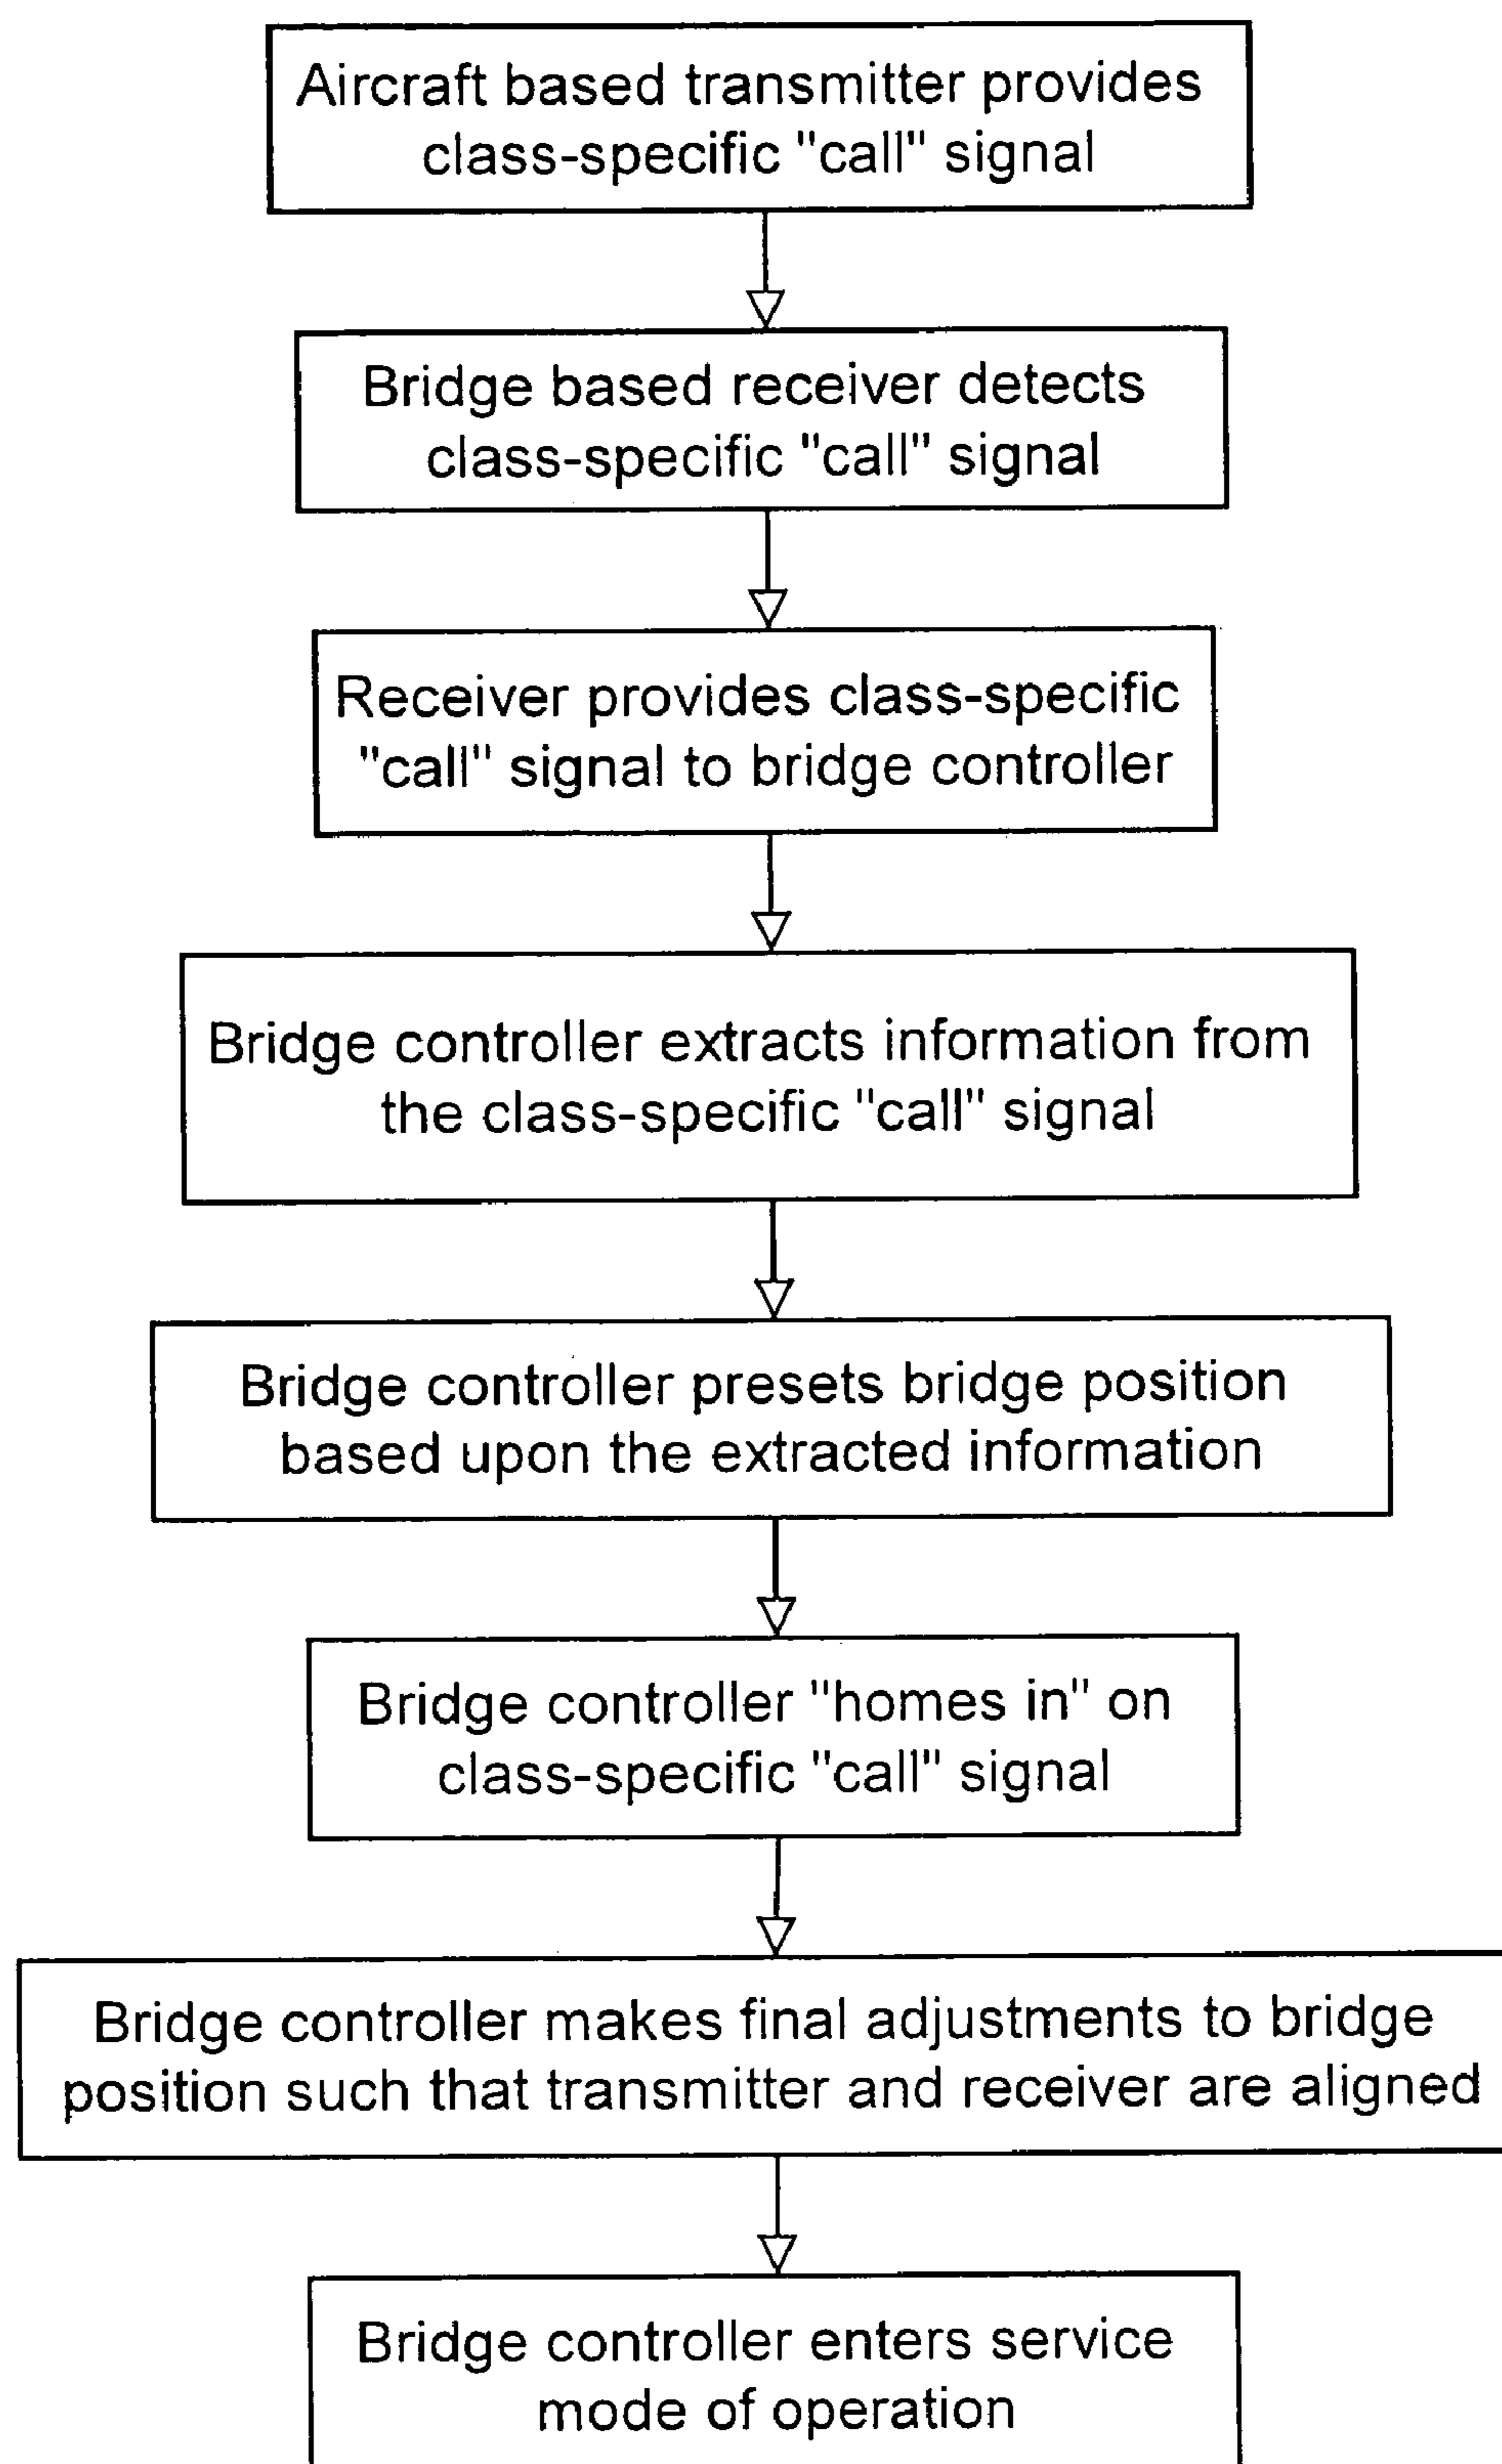 Aircraft based transmitter provides
class-specific "call" signal
Bridge based receiver detects
class-specific "call" signal
Receiver provides class-specific
"call" signal to bridge controller
Bridge controller extracts information from
the class-specific "call" signal
Bridge controller presets bridge position
based upon the extracted information
Bridge controller "homes in" on
class-specific "call" signal
Bridge controller makes final adjustments to bridge
position such that transmitter and receiver are aligned
Bridge controller enters service
mode of operation